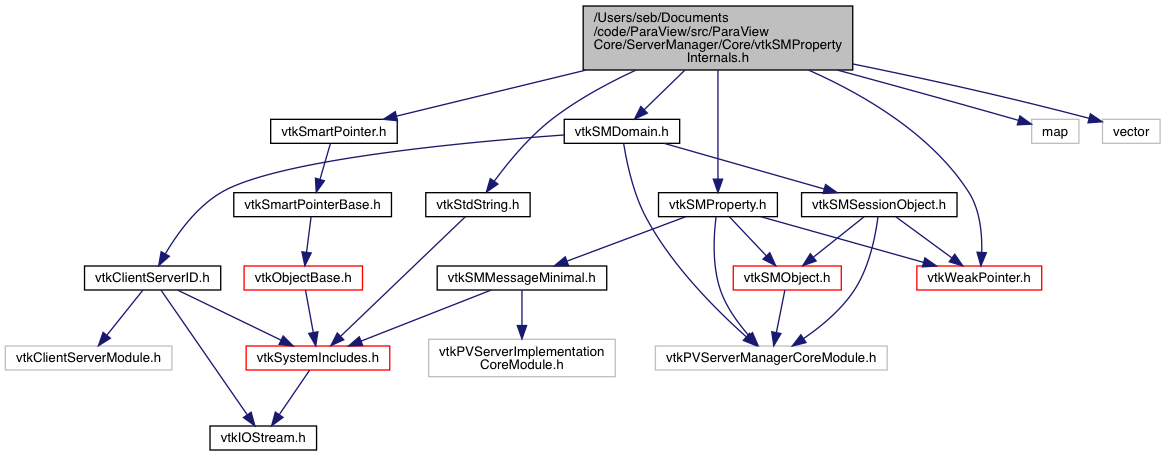 /Users/seb/Documents
/code/ParaView/src/ParaView
Core/ServerManager/Core/vtkSMProperty
Internals.h
vtkSmartPointer.h
vtkSMDomain.h
map
vector
vtkSmartPointerBase.h
vtkStdString.h
vtkSMProperty.h
vtkSMSessionObject.h
vtkClientServerID.h
vtkObjectBase.h
vtkSMMessageMinimal.h
vtkSMObject.h
vtkWeakPointer.h
vtkClientServerModule.h
vtkSystemIncludes.h
vtkPVServerImplementation
CoreModule.h
vtkPVServerManagerCoreModule.h
vtkIOStream.h